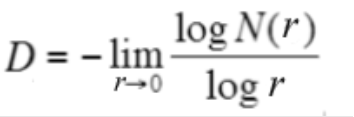 D = − lim r→0 log N(r) / log r